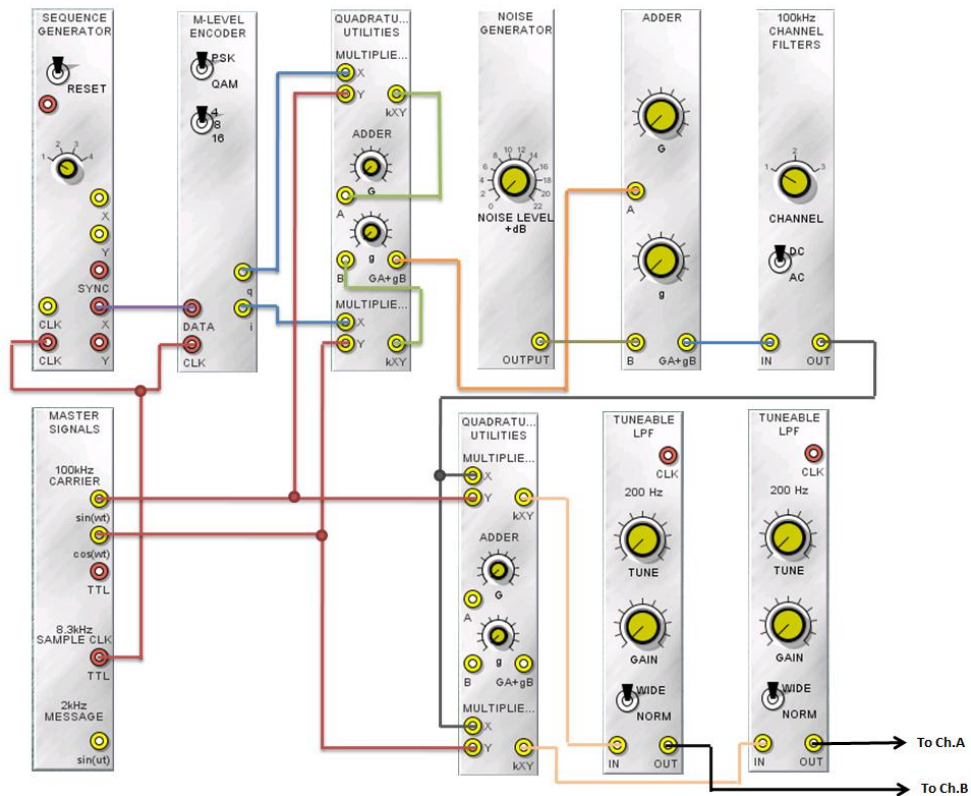 SEQUENCE
GENERATOR
RESET
1 2 3 4
X
Y
SYNC
X
CLK
CLK
Y
M-LEVEL
ENCODER
PSK
QAM
4
8
16
q
i
DATA
CLK
QUADRATU...
UTILITIES
MULTIPLIE...
X
Y
kXY
ADDER
G
A
g
B
GA+gB
MULTIPLIE...
X
Y
kXY
NOISE
GENERATOR
0 2 4 6 8 10 12 14 16 18 20 22
NOISE LEVEL
+dB
OUTPUT
ADDER
G
A
g
B
GA+gB
100kHz
CHANNEL
FILTERS
1 2 3
CHANNEL
DC
AC
IN
OUT
MASTER
SIGNALS
100kHz
CARRIER
sin(wt)
cos(wt)
TTL
8.3kHz
SAMPLE CLK
TTL
2kHz
MESSAGE
sin(ut)
QUADRATU...
UTILITIES
MULTIPLIE...
X
Y
kXY
ADDER
G
A
g
B
GA+gB
MULTIPLIE...
X
Y
kXY
TUNEABLE
LPF
CLK
200 Hz
TUNE
GAIN
WIDE
NORM
IN
OUT
TUNEABLE
LPF
CLK
200 Hz
TUNE
GAIN
WIDE
NORM
IN
OUT
To Ch.A
To Ch.B